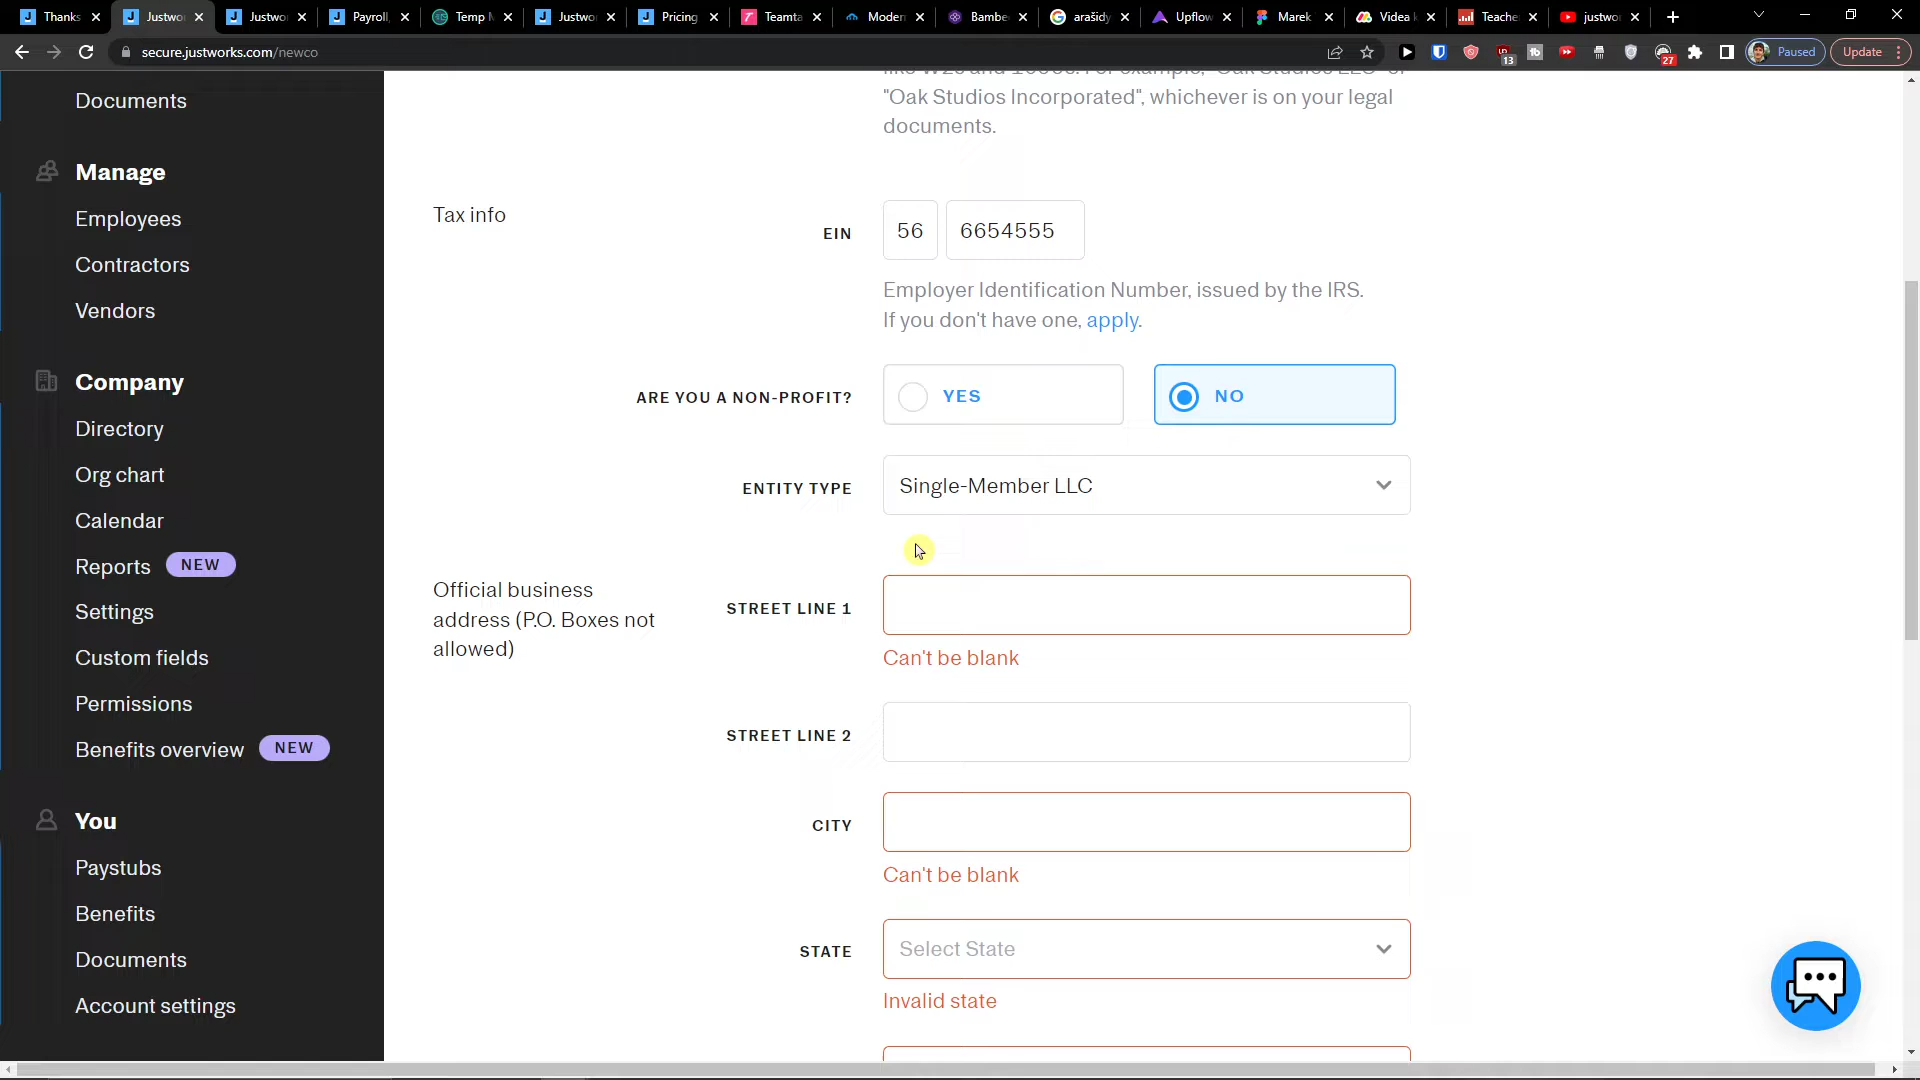 Thanks
Justwo
Justwo
Payroll,
Temp M
Justwo
Pricing
Teamta
Modern
Bambe
arašidy
Upflow
Marek
Videa k
Teache
justwo
secure.justworks.com/newco
13
27
Paused
Update
"Oak Studios Incorporated", whichever is on your legal
documents.
Documents
Manage
Employees
Contractors
Vendors
Company
Directory
Org chart
Calendar
Reports NEW
Settings
Custom fields
Permissions
Benefits overview NEW
You
Paystubs
Benefits
Documents
Account settings
Tax info
EIN
56 6654555
Employer Identification Number, issued by the IRS.
If you don't have one, apply.
ARE YOU A NON-PROFIT?
YES
NO
ENTITY TYPE
Single-Member LLC
Official business
address (P.O. Boxes not
allowed)
STREET LINE 1
Can't be blank
STREET LINE 2
CITY
Can't be blank
STATE
Select State
Invalid state